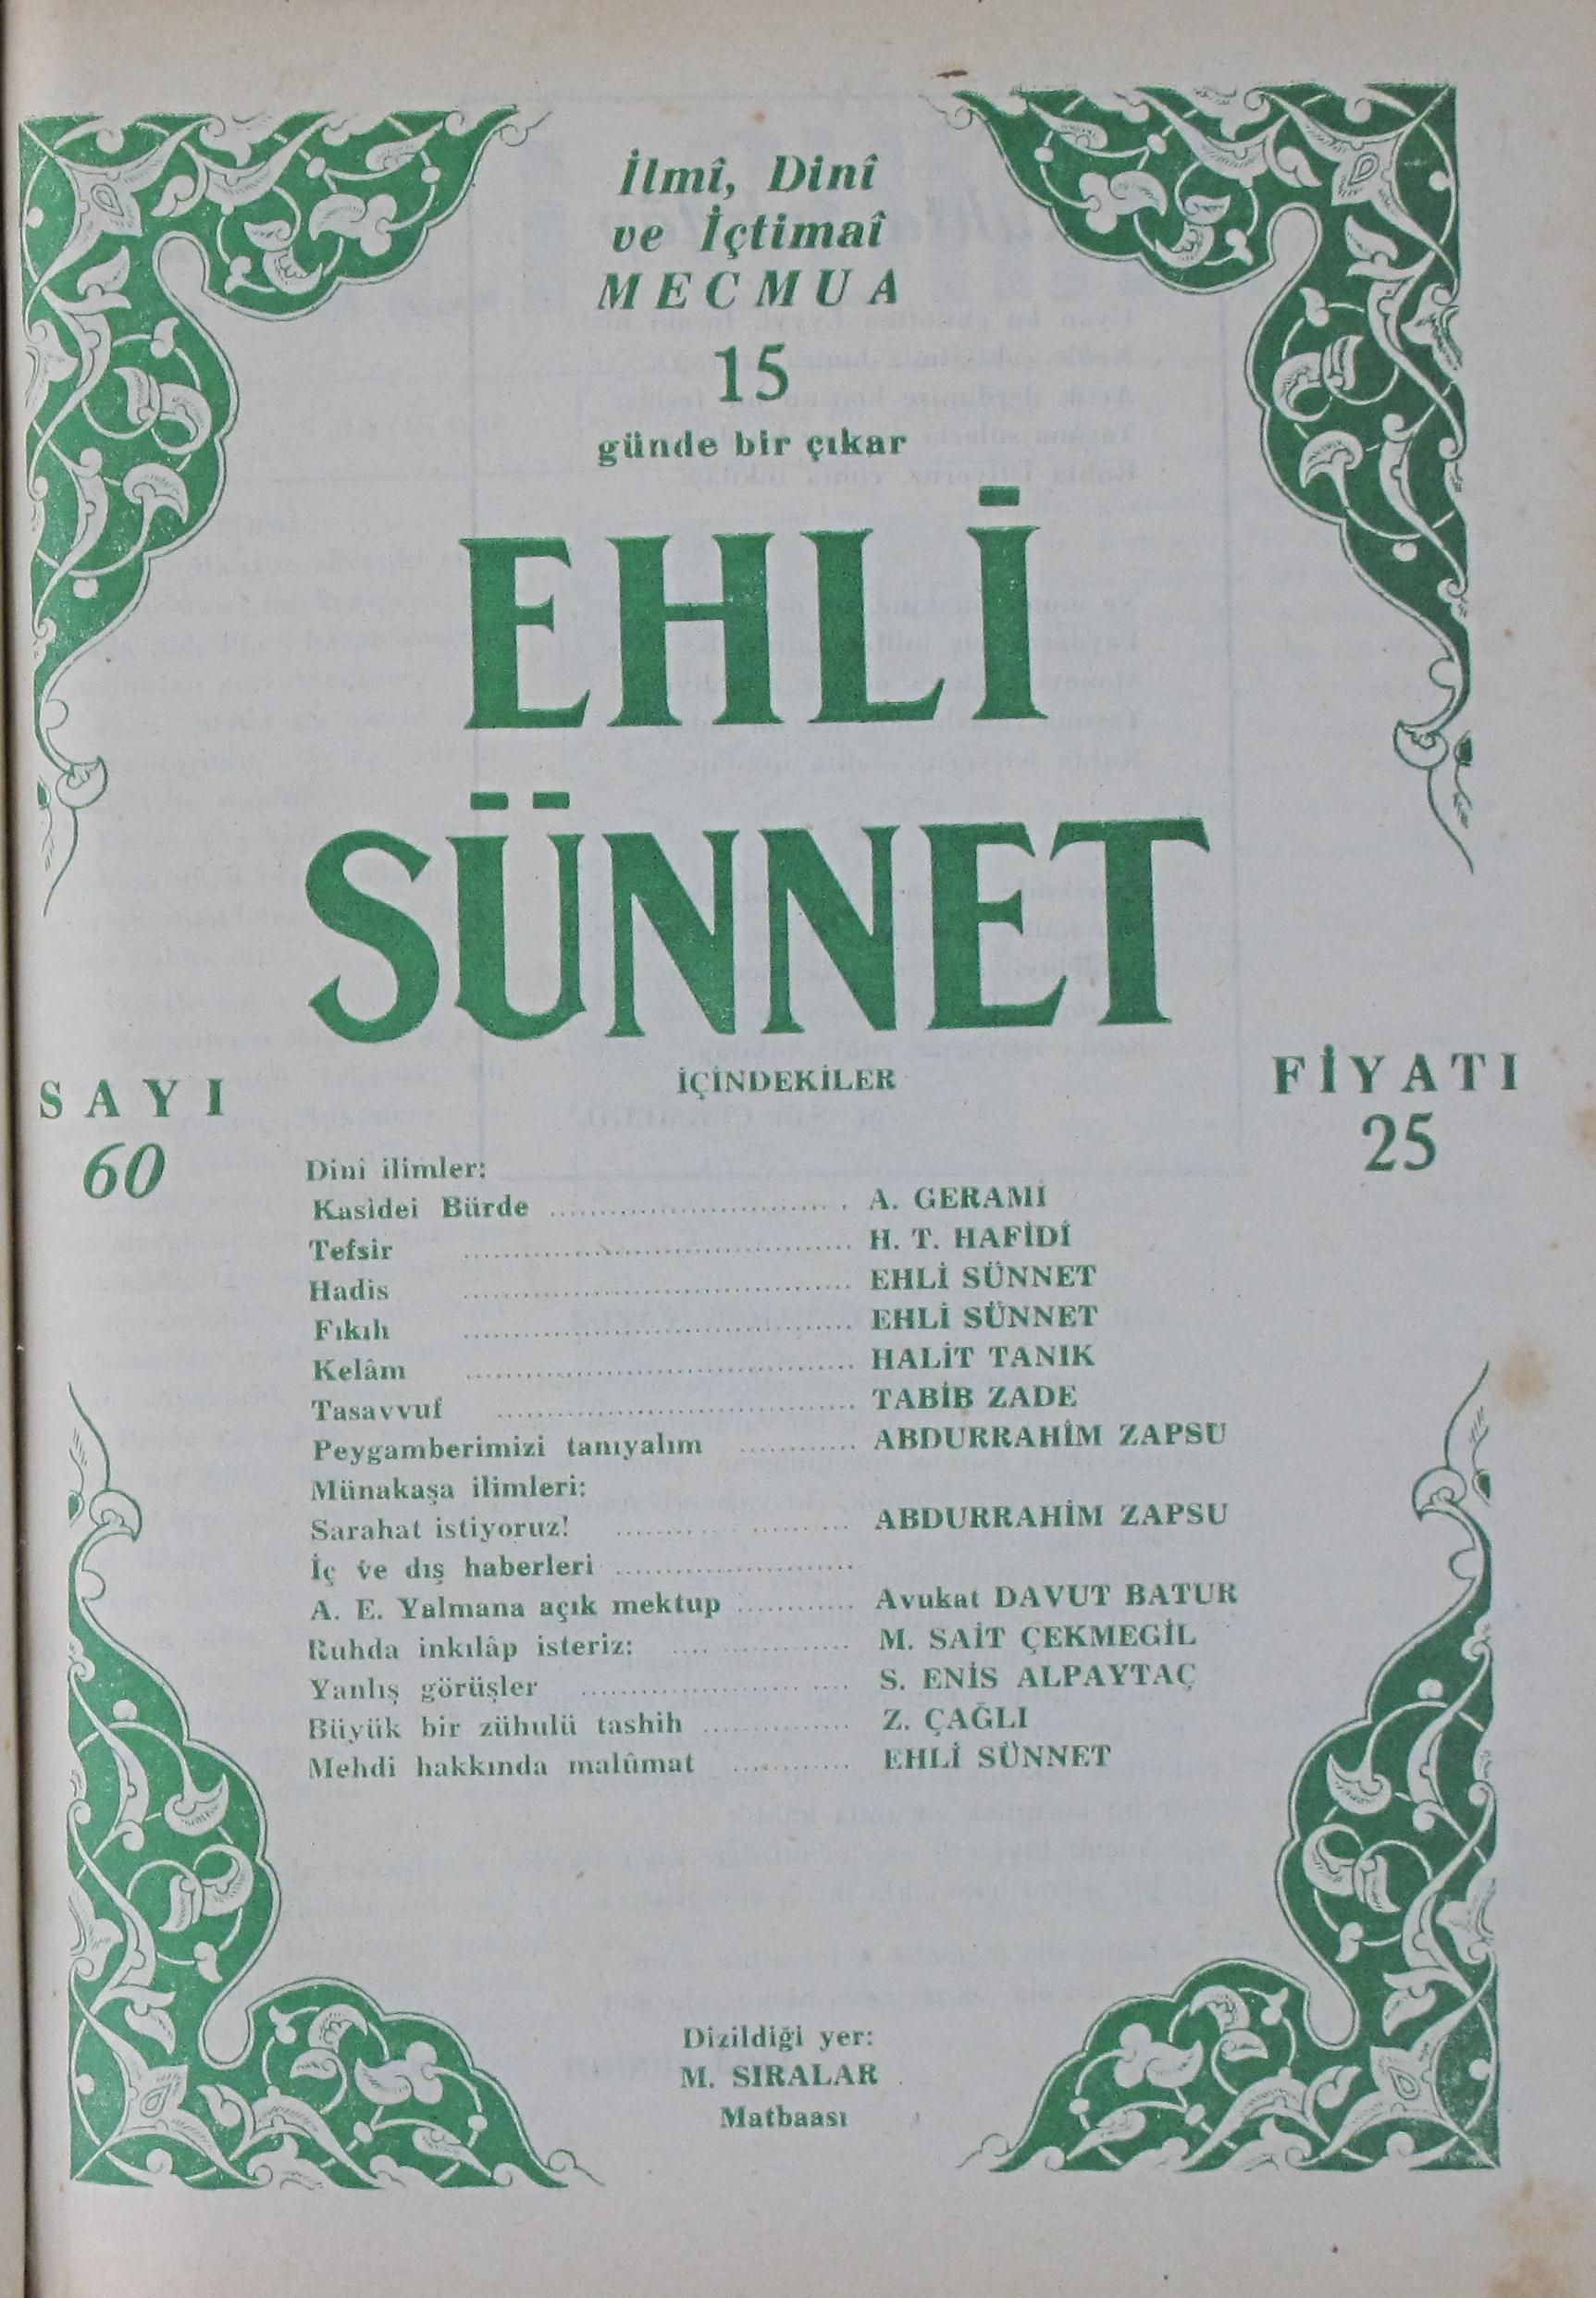 İlmî, Dinî
ve İçtimaî
MECMUA
15
günde bir çıkar
EHLİ
SÜNNET
SAYI
60
İÇİNDEKİLER
FİYATI
25
Dinî ilimler:
Kasidei Bürde .......... A. GERAMİ
Tefsir .......... H. T. HAFİDÎ
Hadis .......... EHLİ SÜNNET
Fıkıh .......... EHLİ SÜNNET
Kelâm .......... HALİT TANIK
Tasavvuf .......... TABİB ZADE
Peygamberimizi tanıyalım .......... ABDURRAHİM ZAPSU
Münakaşa ilimleri:
Sarahat istiyoruz! .......... ABDURRAHİM ZAPSU
İç ve dış haberleri ..........
A. E. Yalmana açık mektup .......... Avukat DAVUT BATUR
Ruhda inkılâp isteriz: .......... M. SAİT ÇEKMEGİL
Yanlış görüşler .......... S. ENİS ALPAYTAÇ
Büyük bir zühulü tashih .......... Z. ÇAĞLI
Mehdi hakkında malûmat .......... EHLİ SÜNNET
Dizildiği yer:
M. SIRALAR
Matbaası